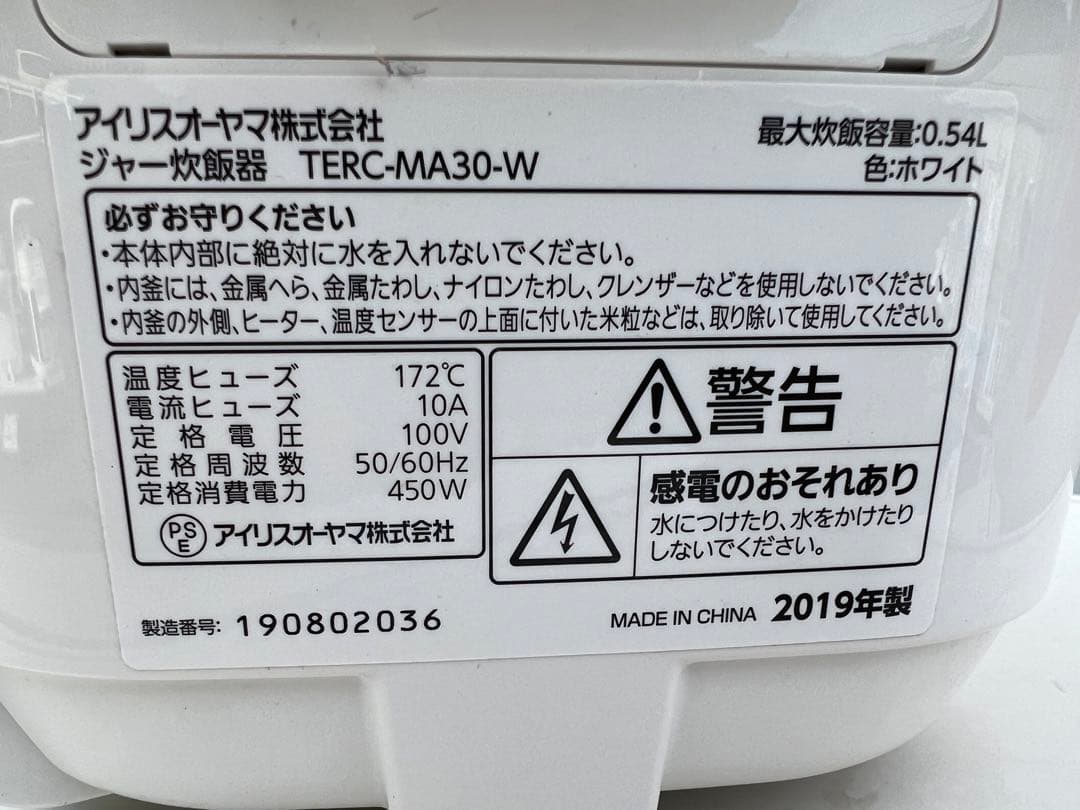 アイリスオーヤマ株式会社
ジャー炊飯器 TERC-MA30-W
最大炊飯容量:0.54L
色:ホワイト
必ずお守りください
・本体内部に絶対に水を入れないでください。
・内釜には、金属へら、金属たわし、ナイロンたわし、クレンザーなどを使用しないでください。
・内釜の外側、ヒーター、温度センサーの上面に付いた米粒などは、取り除いて使用してください。
温度ヒューズ 172℃
電流ヒューズ 10A
定格電圧 100V
定格周波数 50/60Hz
定格消費電力 450W
PSE アイリスオーヤマ株式会社
警告
感電のおそれあり
水につけたり、水をかけたり
しないでください。
製造番号: 190802036
MADE IN CHINA 2019年製